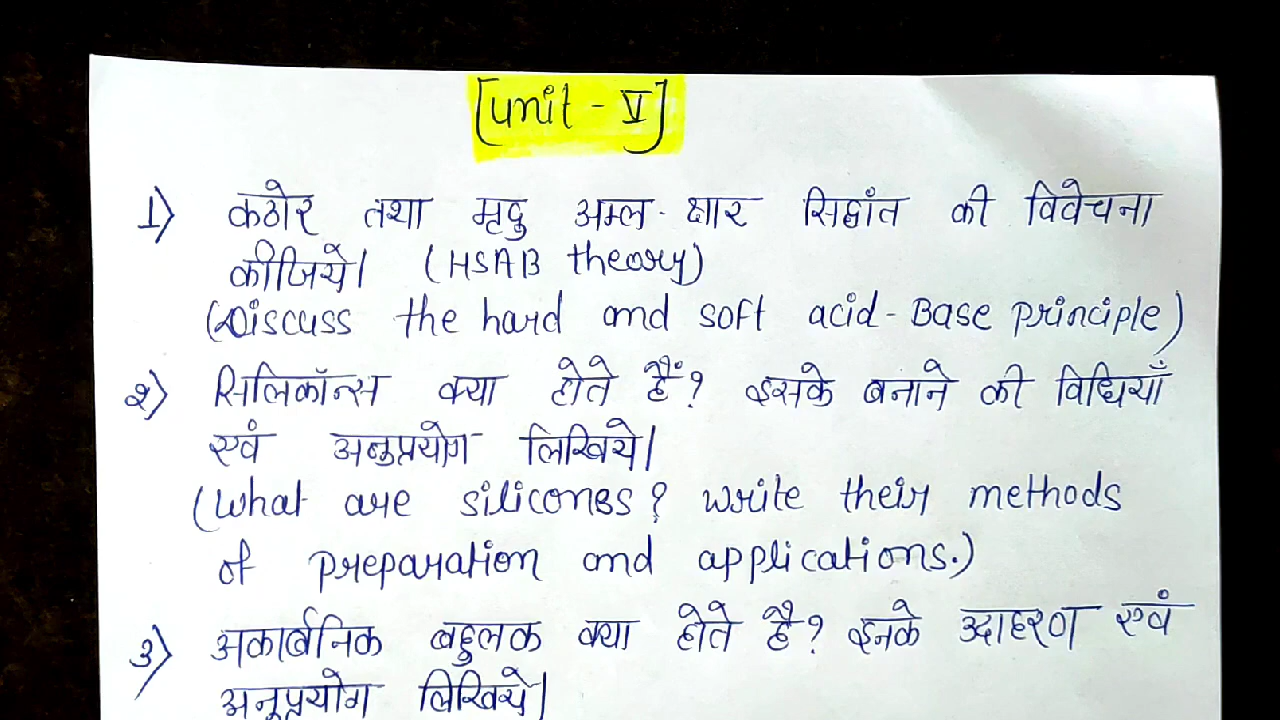 [Unit - V]
1) कठोर तथा मृदु अम्ल - क्षार सिद्धांत की विवेचना
कीजिये। (HSAB theory)
(Discuss the hard and soft acid - Base principle)
२) सिलिकॉन्स क्या होते हैं? इसके बनाने की विधियाँ
एवं अनुप्रयोग लिखिये।
(What are silicones? write their methods
of preparation and applications.)
3) अकार्बनिक बहुलक क्या होते है? इनके उदाहरण एवं
अनुप्रयोग लिखिये।